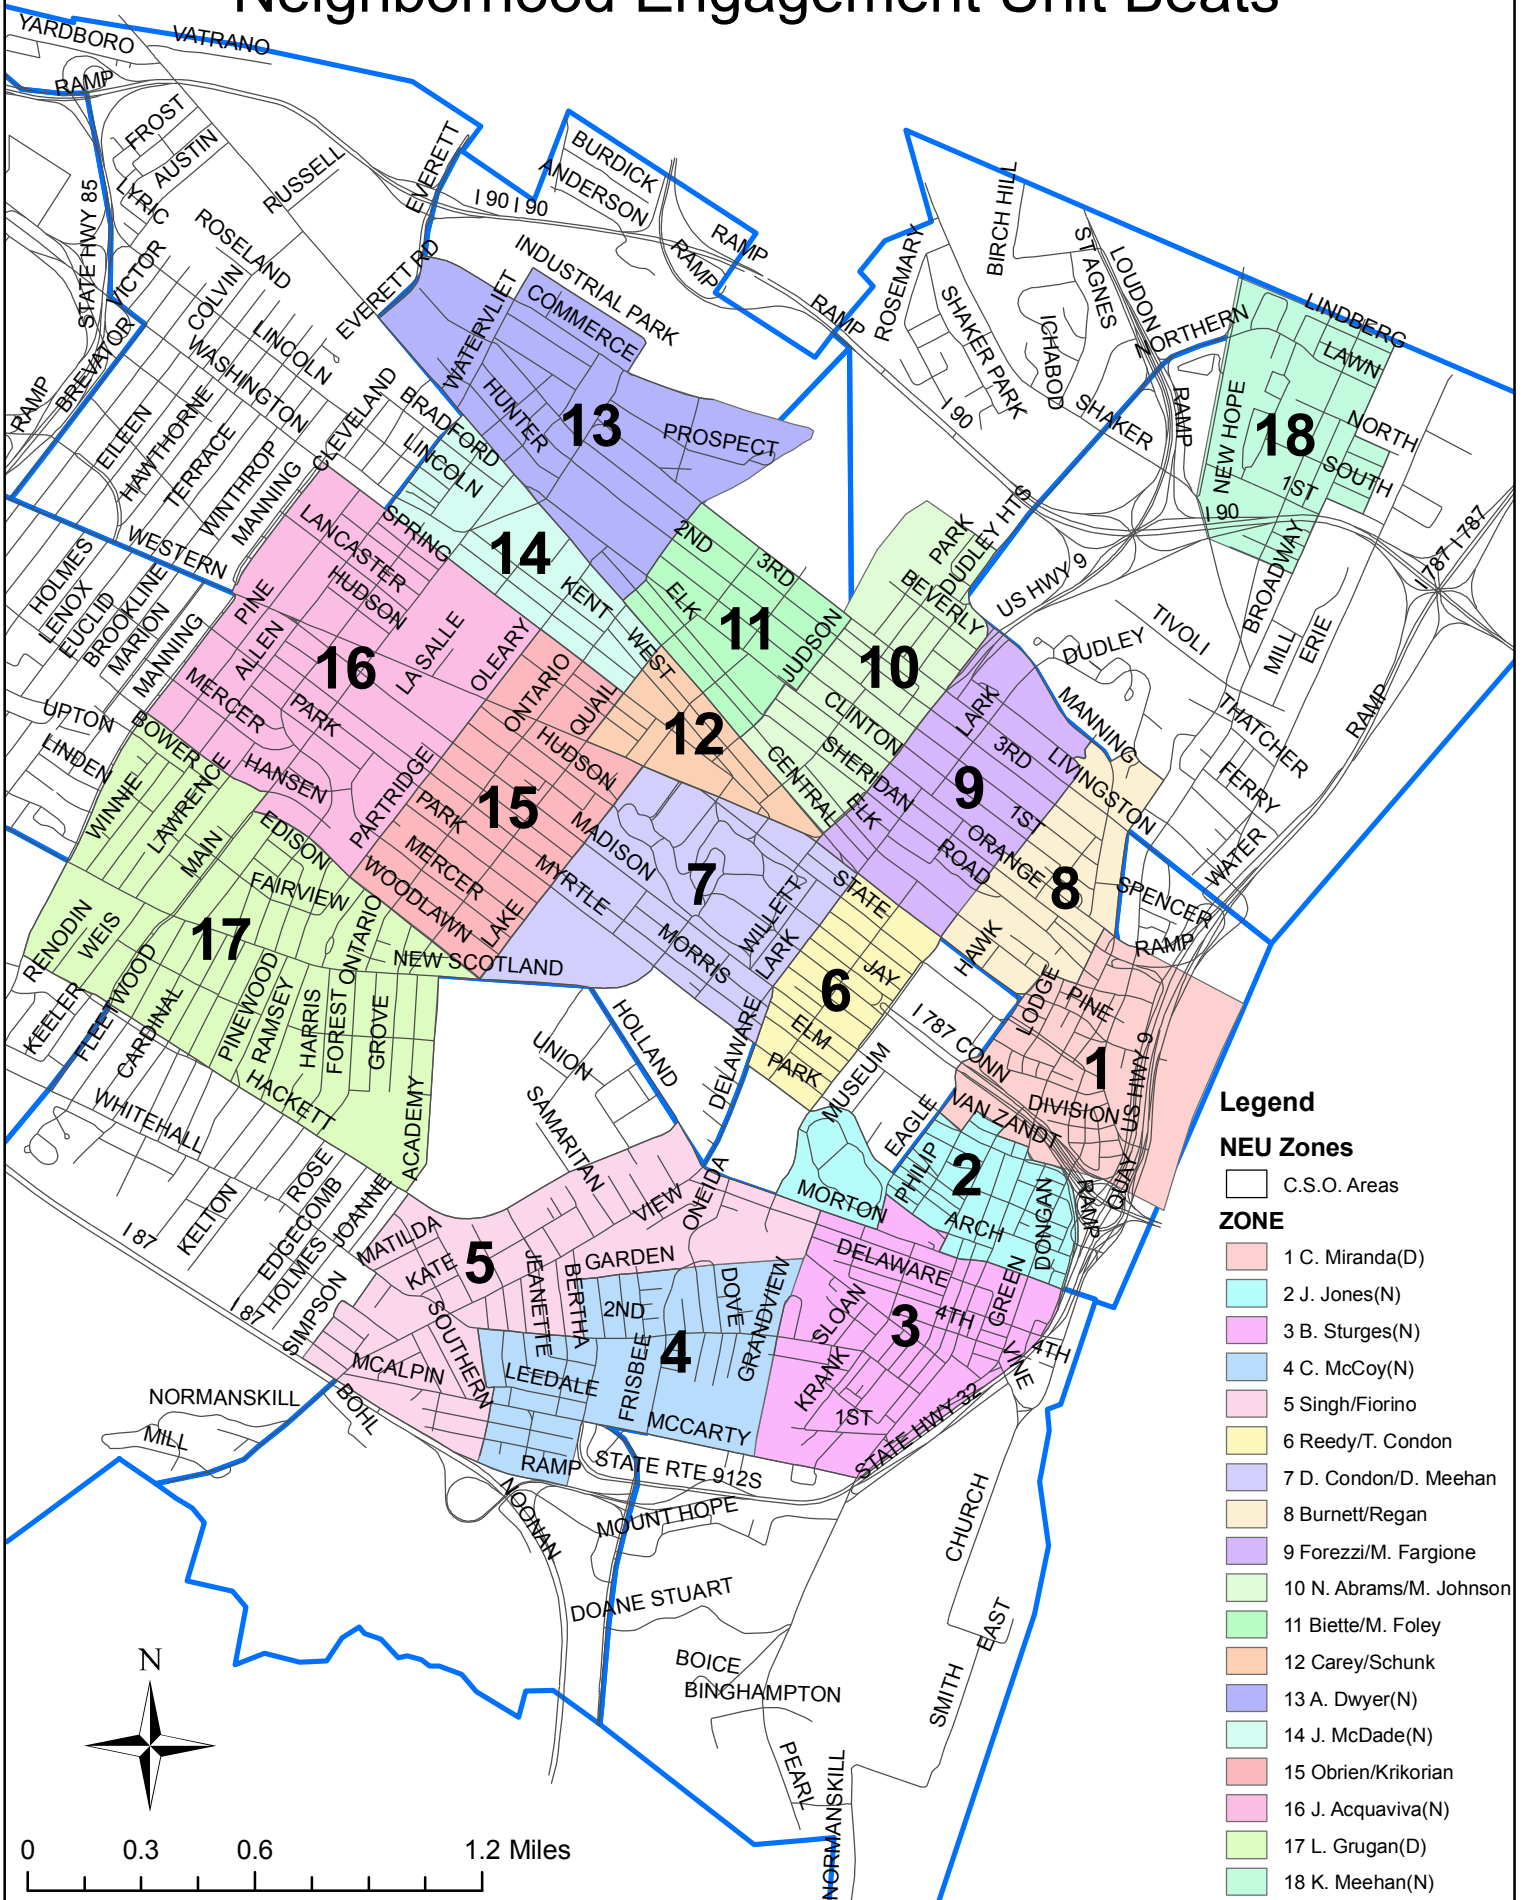 Neighborhood Engagement Unit Beats
YARDBORO
VATRANO
RAMP
FROST
AUSTIN
LYRIC
RUSSELL
EVERETT
I 90 I 90
BURDICK
ANDERSON
RAMP
RAMP
RAMP
STATE HWY 85
VICTOR
ROSELAND
COLVIN
EVERETT RD
INDUSTRIAL PARK
COMMERCE
WATERVLIET
ROSEMARY
BIRCH HILL
ST AGNES
LOUDON
SHAKER PARK
ICHABOD
NORTHERN
LINDBERG
LAWN
BREVATOR
RAMP
WASHINGTON
LINCOLN
CLEVELAND
BRADFORD
LINCOLN
HUNTER
13
PROSPECT
I 90
SHAKER
RAMP
NEW HOPE
18
NORTH
SOUTH
1ST
I 90
EILEEN
HAWTHORNE
TERRACE
WINTHROP
MANNING
WESTERN
LANCASTER
SPRING
HUDSON
14
KENT
2ND
3RD
ELK
11
JUDSON
PARK
DUDLEY HTS
BEVERLY
US HWY 9
BROADWAY
I 787 I 787
HOLMES
LENOX
EUCLID
BROOKLINE
MARION
MANNING
PINE
ALLEN
16
LASALLE
OLEARY
WEST
10
DUDLEY
TIVOLI
MILL
ERIE
UPTON
LINDEN
BOWER
MERCER
PARK
HANSEN
ONTARIO
QUAIL
HUDSON
12
CLINTON
SHERIDAN
CENTRAL
ELK
LARK
3RD
9
1ST
LIVINGSTON
MANNING
THATCHER
FERRY
RAMP
WINNIE
LAWRENCE
MAIN
EDISON
PARTRIDGE
15
PARK
MERCER
WOODLAWN
LAKE
MADISON
MYRTLE
7
WILLETT
STATE
ORANGE
ROAD
8
WATER
SPENCER
RAMP
RENODIN
WEIS
17
FAIRVIEW
ONTARIO
NEW SCOTLAND
MORRIS
LARK
JAY
6
HAWK
LODGE
PINE
KEELER
FLEETWOOD
CARDINAL
PINEWOOD
RAMSEY
HARRIS
FOREST
GROVE
HACKETT
ACADEMY
UNION
HOLLAND
DELAWARE
ELM
PARK
MUSEUM
I 787 CONN
1
US HWY 9
DIVISION
VAN ZANDT
WHITEHALL
SAMARITAN
EAGLE
PHILIP
2
QUAY
RAMP
DONGAN
ARCH
MORTON
ONEIDA
VIEW
ROSE
EDGECOMB
JOANNE
HOLMES
KELTON
I 87
I 87
SIMPSON
MATILDA
KATE
5
JEANETTE
BERTHA
GARDEN
2ND
DOVE
GRANDVIEW
DELAWARE
SLOAN
3
4TH
GREEN
VINE
4TH
SOUTHERN
MCALPIN
LEEDALE
FRISBEE
4
MCCARTY
KRANK
1ST
STATE HWY 32
NORMANSKILL
MILL
BOHL
RAMP
STATE RTE 912S
NOONAN
MOUNT HOPE
CHURCH
DOANE STUART
EAST
BOICE
BINGHAMPTON
SMITH
PEARL
NORMANSKILL
N
0 0.3 0.6 1.2 Miles
Legend
NEU Zones
C.S.O. Areas
ZONE
1 C. Miranda(D)
2 J. Jones(N)
3 B. Sturges(N)
4 C. McCoy(N)
5 Singh/Fiorino
6 Reedy/T. Condon
7 D. Condon/D. Meehan
8 Burnett/Regan
9 Forezzi/M. Fargione
10 N. Abrams/M. Johnson
11 Biette/M. Foley
12 Carey/Schunk
13 A. Dwyer(N)
14 J. McDade(N)
15 Obrien/Krikorian
16 J. Acquaviva(N)
17 L. Grugan(D)
18 K. Meehan(N)